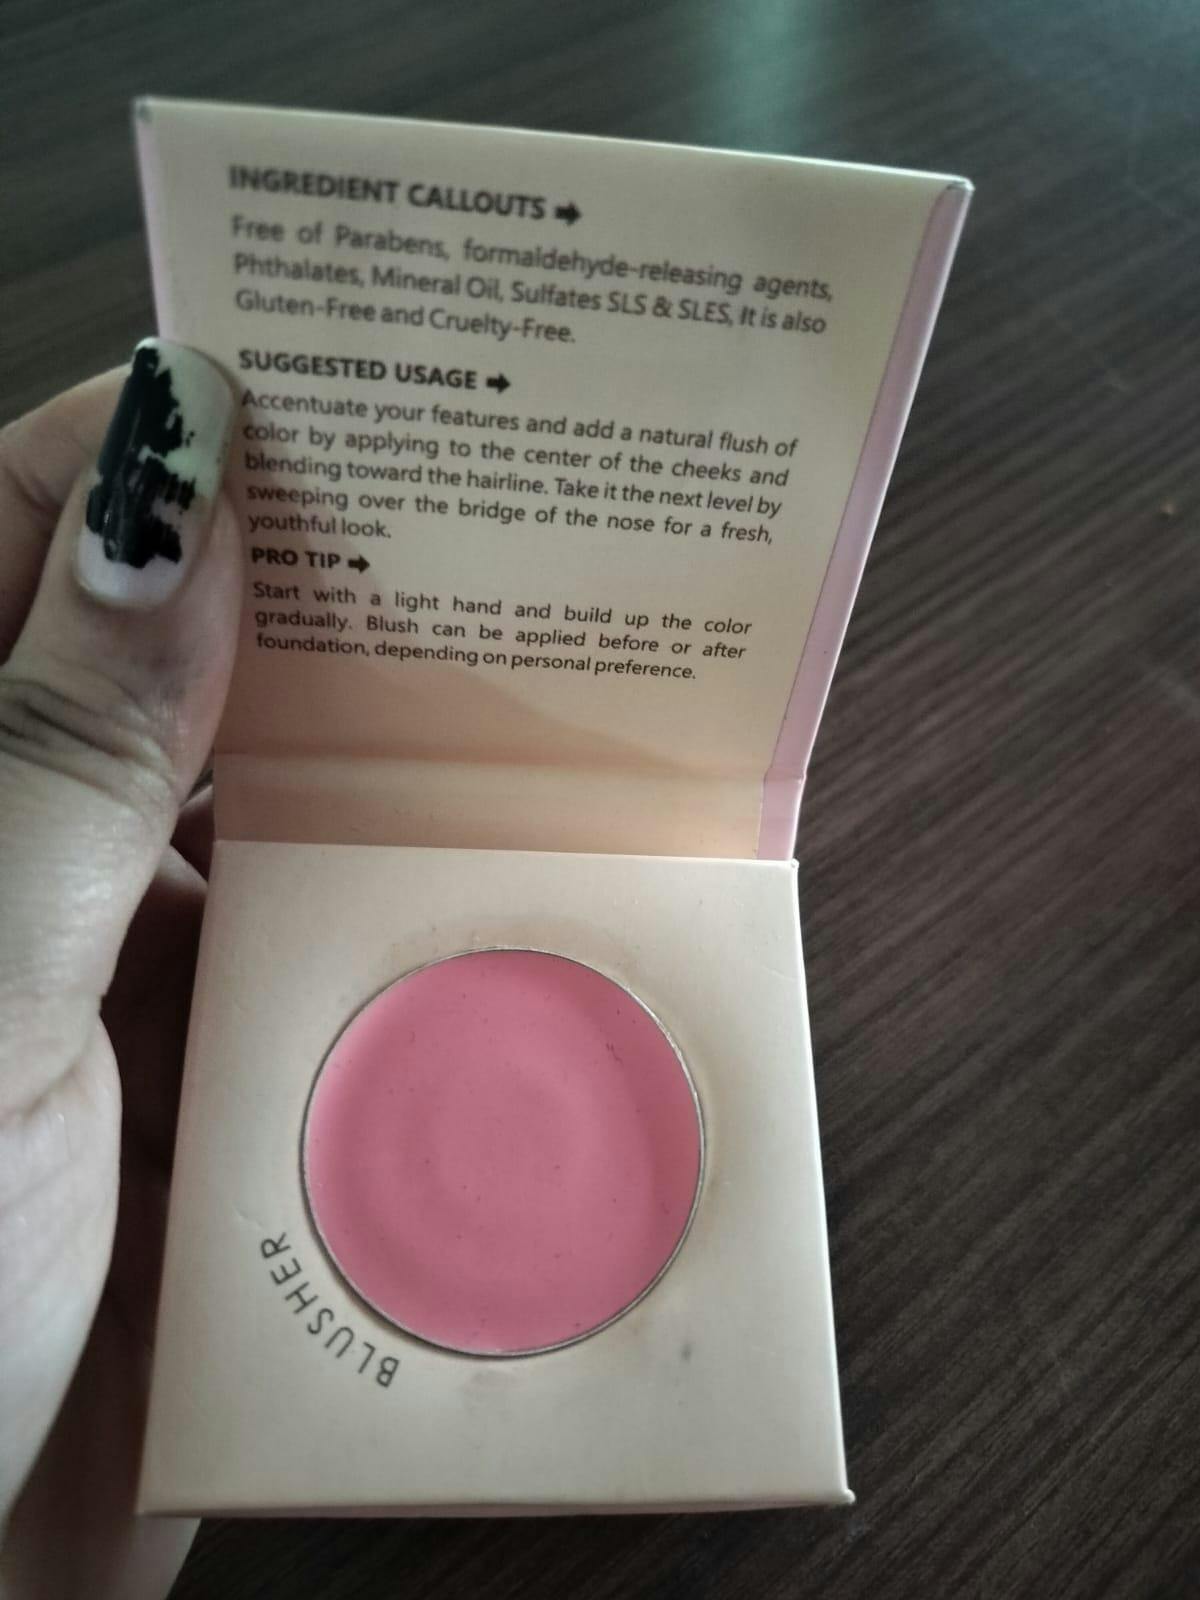 INGREDIENT CALLOUTS ➡
Free of Parabens, formaldehyde-releasing agents,
Phthalates, Mineral Oil, Sulfates SLS & SLES, It is also
Gluten-Free and Cruelty-Free.
SUGGESTED USAGE ➡
Accentuate your features and add a natural flush of
color by applying to the center of the cheeks and
blending toward the hairline. Take it the next level by
sweeping over the bridge of the nose for a fresh,
youthful look.
PRO TIP ➡
Start with a light hand and build up the color
gradually. Blush can be applied before or after
foundation, depending on personal preference.
BLUSHER